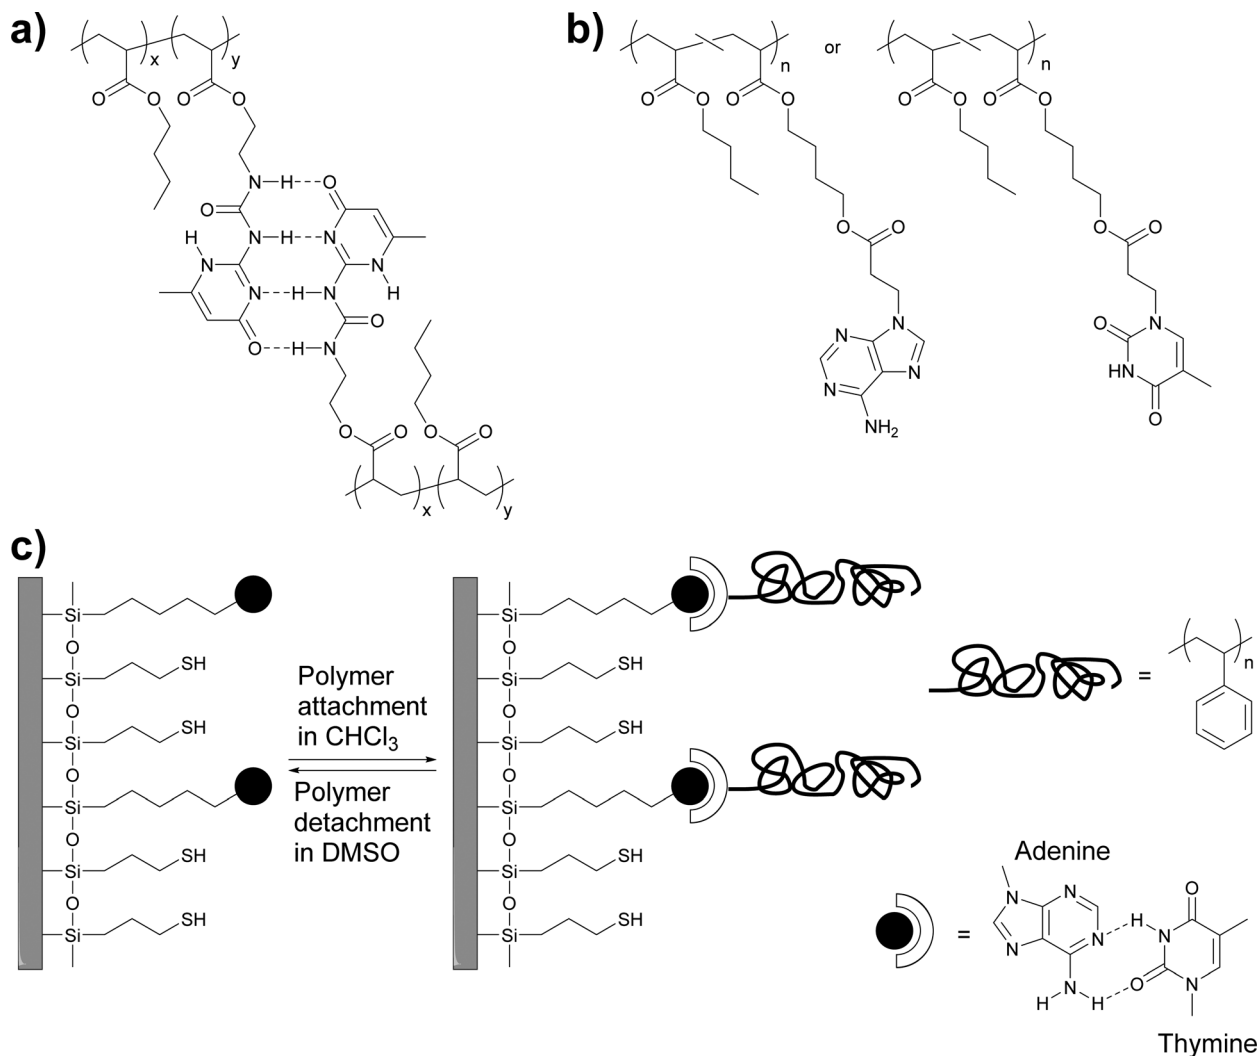 a)
x
y
O
O
O
O
N
H
O
O
N
H
N
H
N
N
N
H
N
H
N
H
O
O
N
H
O
O
O
O
x
y
b)
n
or
n
O
O
O
O
O
O
O
O
O
O
O
O
N
N
N
N
NH2
O
N
HN
O
c)
Si
O
Si
SH
O
Si
SH
O
Si
O
Si
SH
O
Si
SH
Polymer
attachment
in CHCl3
Polymer
detachment
in DMSO
Si
O
Si
SH
O
Si
SH
O
Si
O
Si
SH
O
Si
SH
=
n
=
Adenine
N
N
N
N
N
H
H
H
N
O
O
N
Thymine